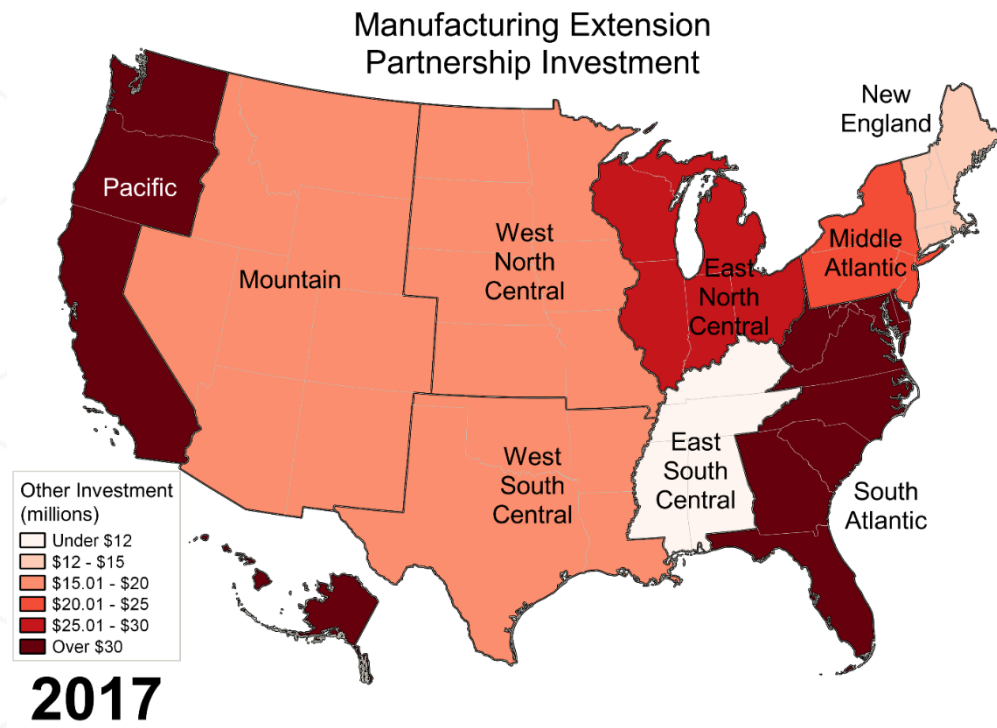 Manufacturing Extension
Partnership Investment
New
England
Pacific
West
North
Central
Middle
Atlantic
Mountain
East
North
Central
West
South
Central
East
South
Central
South
Atlantic
Other Investment
(millions)
Under $12
$12 - $15
$15.01 - $20
$20.01 - $25
$25.01 - $30
Over $30
2017